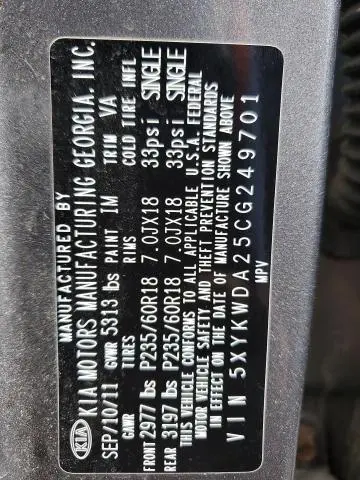 MANUFACTURED BY
KIA KIA MOTORS MANUFACTURING GEORGIA. INC.
SEP/10/11 GVWR 5313 lbs PAINT IM TRIM VA
GAWR TIRES RIMS COLD TIRE INFL
FRONT 2977 lbs P235/60R18 7.0JX18 33psi SINGLE
REAR 3197 lbs P235/60R18 7.0JX18 33psi SINGLE
THIS VEHICLE CONFORMS TO ALL APPLICABLE U.S.A. FEDERAL
MOTOR VEHICLE SAFETY AND THEFT PREVENTION STANDARDS
IN EFFECT ON THE DATE OF MANUFACTURE SHOWN ABOVE
VIN 5XYKWDA25CG249701
MPV